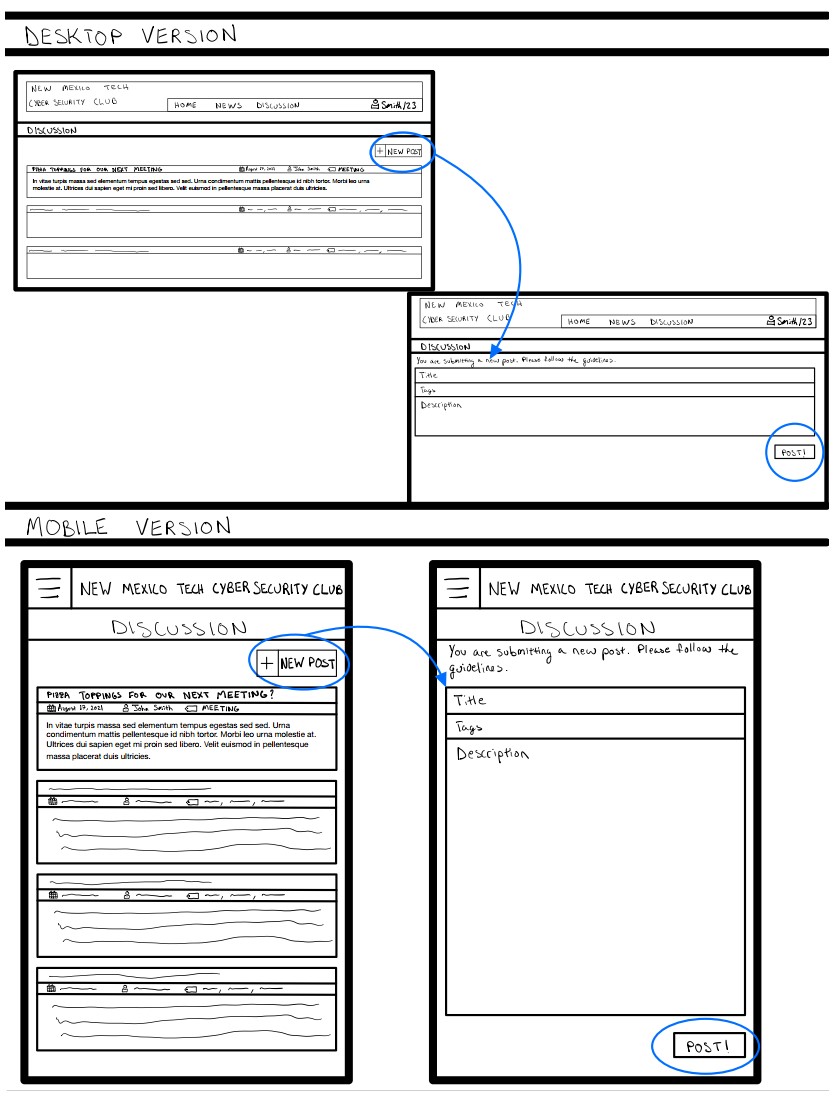 DESKTOP VERSION
NEW MEXICO TECH
CYBER SECURITY CLUB
HOME NEWS DISCUSSION
Smith/23
DISCUSSION
+ NEW POST
PIZZA TOPPINGS FOR OUR NEXT MEETING
August 17, 2021 John Smith MEETING
In vitae turpis massa sed elementum tempus egestas sed sed. Urna condimentum mattis pellentesque id nibh tortor. Morbi leo urna
molestie at. Ultrices dui sapien eget mi proin sed libero. Velit euismod in pellentesque massa placerat duis ultricies.
NEW MEXICO TECH
CYBER SECURITY CLUB
HOME NEWS DISCUSSION
Smith/23
DISCUSSION
You are submitting a new post. Please follow the guidelines.
Title
Tags
Description
POST!
MOBILE VERSION
NEW MEXICO TECH CYBER SECURITY CLUB
DISCUSSION
+ NEW POST
PIZZA TOPPINGS FOR OUR NEXT MEETING?
August 17, 2021 John Smith MEETING
In vitae turpis massa sed elementum tempus egestas sed sed. Urna
condimentum mattis pellentesque id nibh tortor. Morbi leo urna molestie at.
Ultrices dui sapien eget mi proin sed libero. Velit euismod in pellentesque
massa placerat duis ultricies.
NEW MEXICO TECH CYBER SECURITY CLUB
DISCUSSION
You are submitting a new post. Please follow the
guidelines.
Title
Tags
Description
POST!